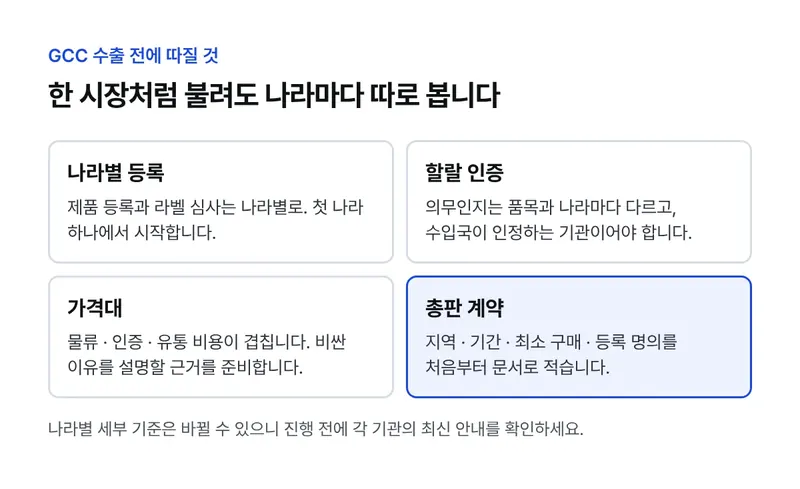 GCC 수출 전에 따질 것
한 시장처럼 불려도 나라마다 따로 봅니다
나라별 등록
제품 등록과 라벨 심사는 나라별로. 첫 나라
하나에서 시작합니다.
할랄 인증
의무인지는 품목과 나라마다 다르고,
수입국이 인정하는 기관이어야 합니다.
가격대
물류 · 인증 · 유통 비용이 겹칩니다. 비싼
이유를 설명할 근거를 준비합니다.
총판 계약
지역 · 기간 · 최소 구매 · 등록 명의를
처음부터 문서로 적습니다.
나라별 세부 기준은 바뀔 수 있으니 진행 전에 각 기관의 최신 안내를 확인하세요.